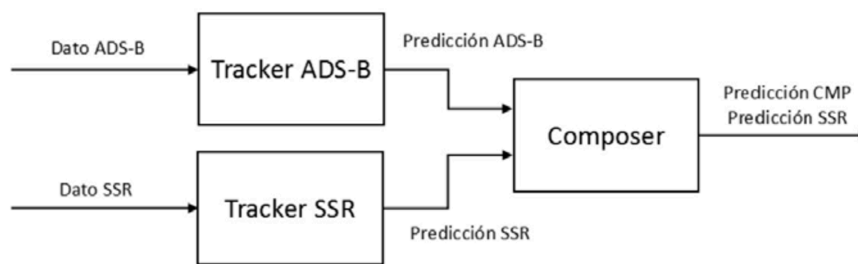 Dato ADS-B
Tracker ADS-B
Predicción ADS-B
Composer
Predicción CMP
Predicción SSR
Dato SSR
Tracker SSR
Predicción SSR